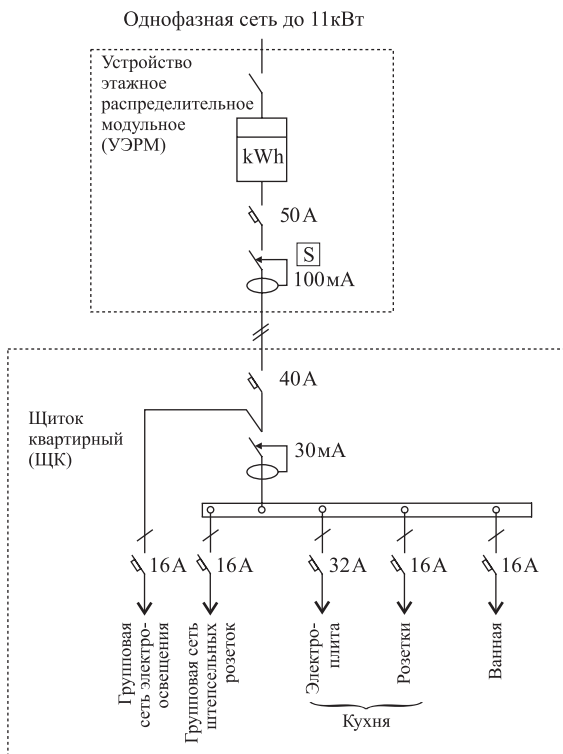 Однофазная сеть до 11кВт
Устройство
этажное
распределительное
модульное
(УЭРМ)
kWh
50А
S
100мА
40А
Щиток
квартирный
(ЩК)
30мА
16А
16А
32А
16А
16А
Групповая
сеть электро-
освещения
Групповая сеть
штепсельных
розеток
Электро-
плита
Розетки
Ванная
Кухня